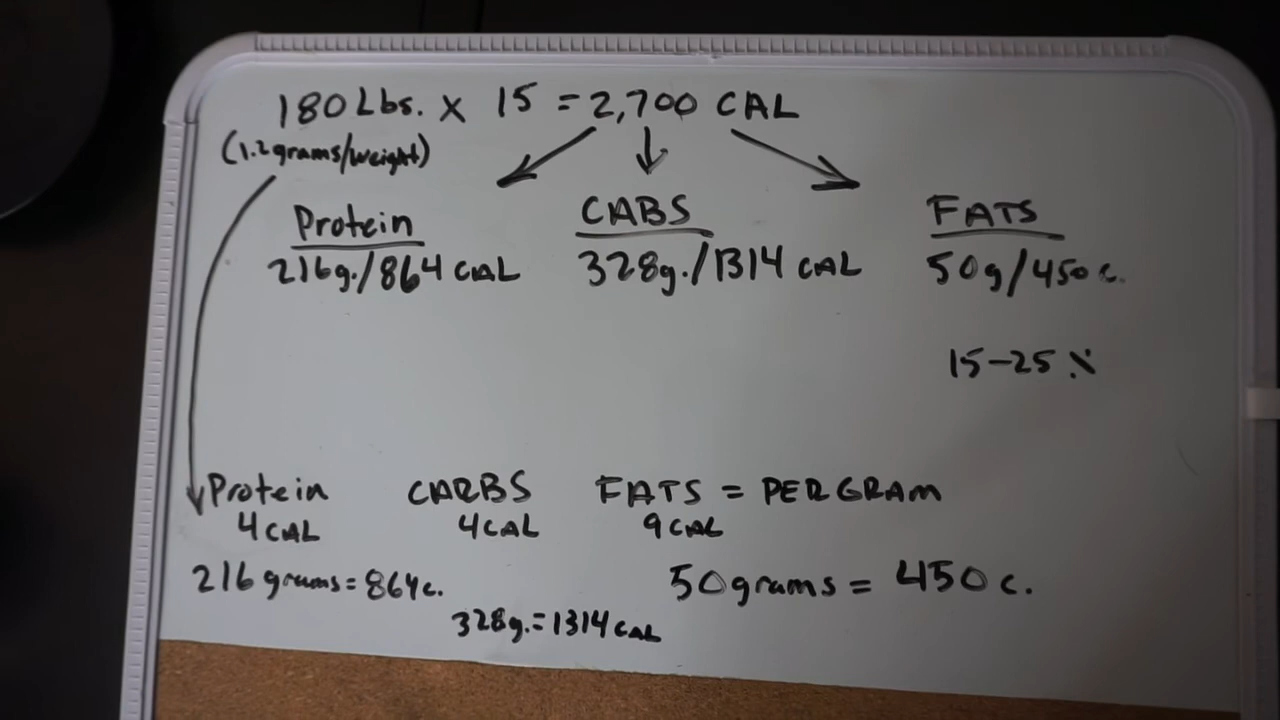 180 Lbs. x 15 = 2,700 CAL
(1.2 grams/weight)
Protein CABS FATS
216g./864 CAL 328g./1314 CAL 50g/450 c.
15-25 %
Protein CARBS FATS = PER GRAM
4 CAL 4 CAL 9 CAL
216 grams = 864c. 50 grams = 450 c.
328g. = 1314 CAL